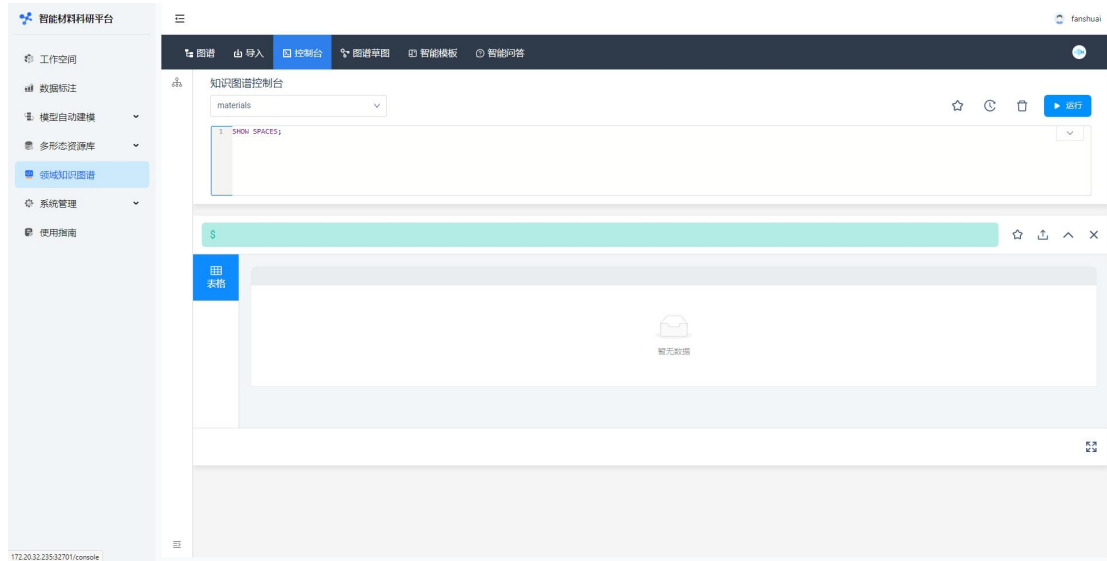 智能材料科研平台
fanshuai
图谱 导入 控制台 图谱草图 智能模板 智能问答
工作空间
数据标注
模型自动建模
多形态资源库
领域知识图谱
系统管理
使用指南
知识图谱控制台
materials
运行
1 SHOW SPACES;
$
表格
暂无数据
172.20.32.235:32701/console